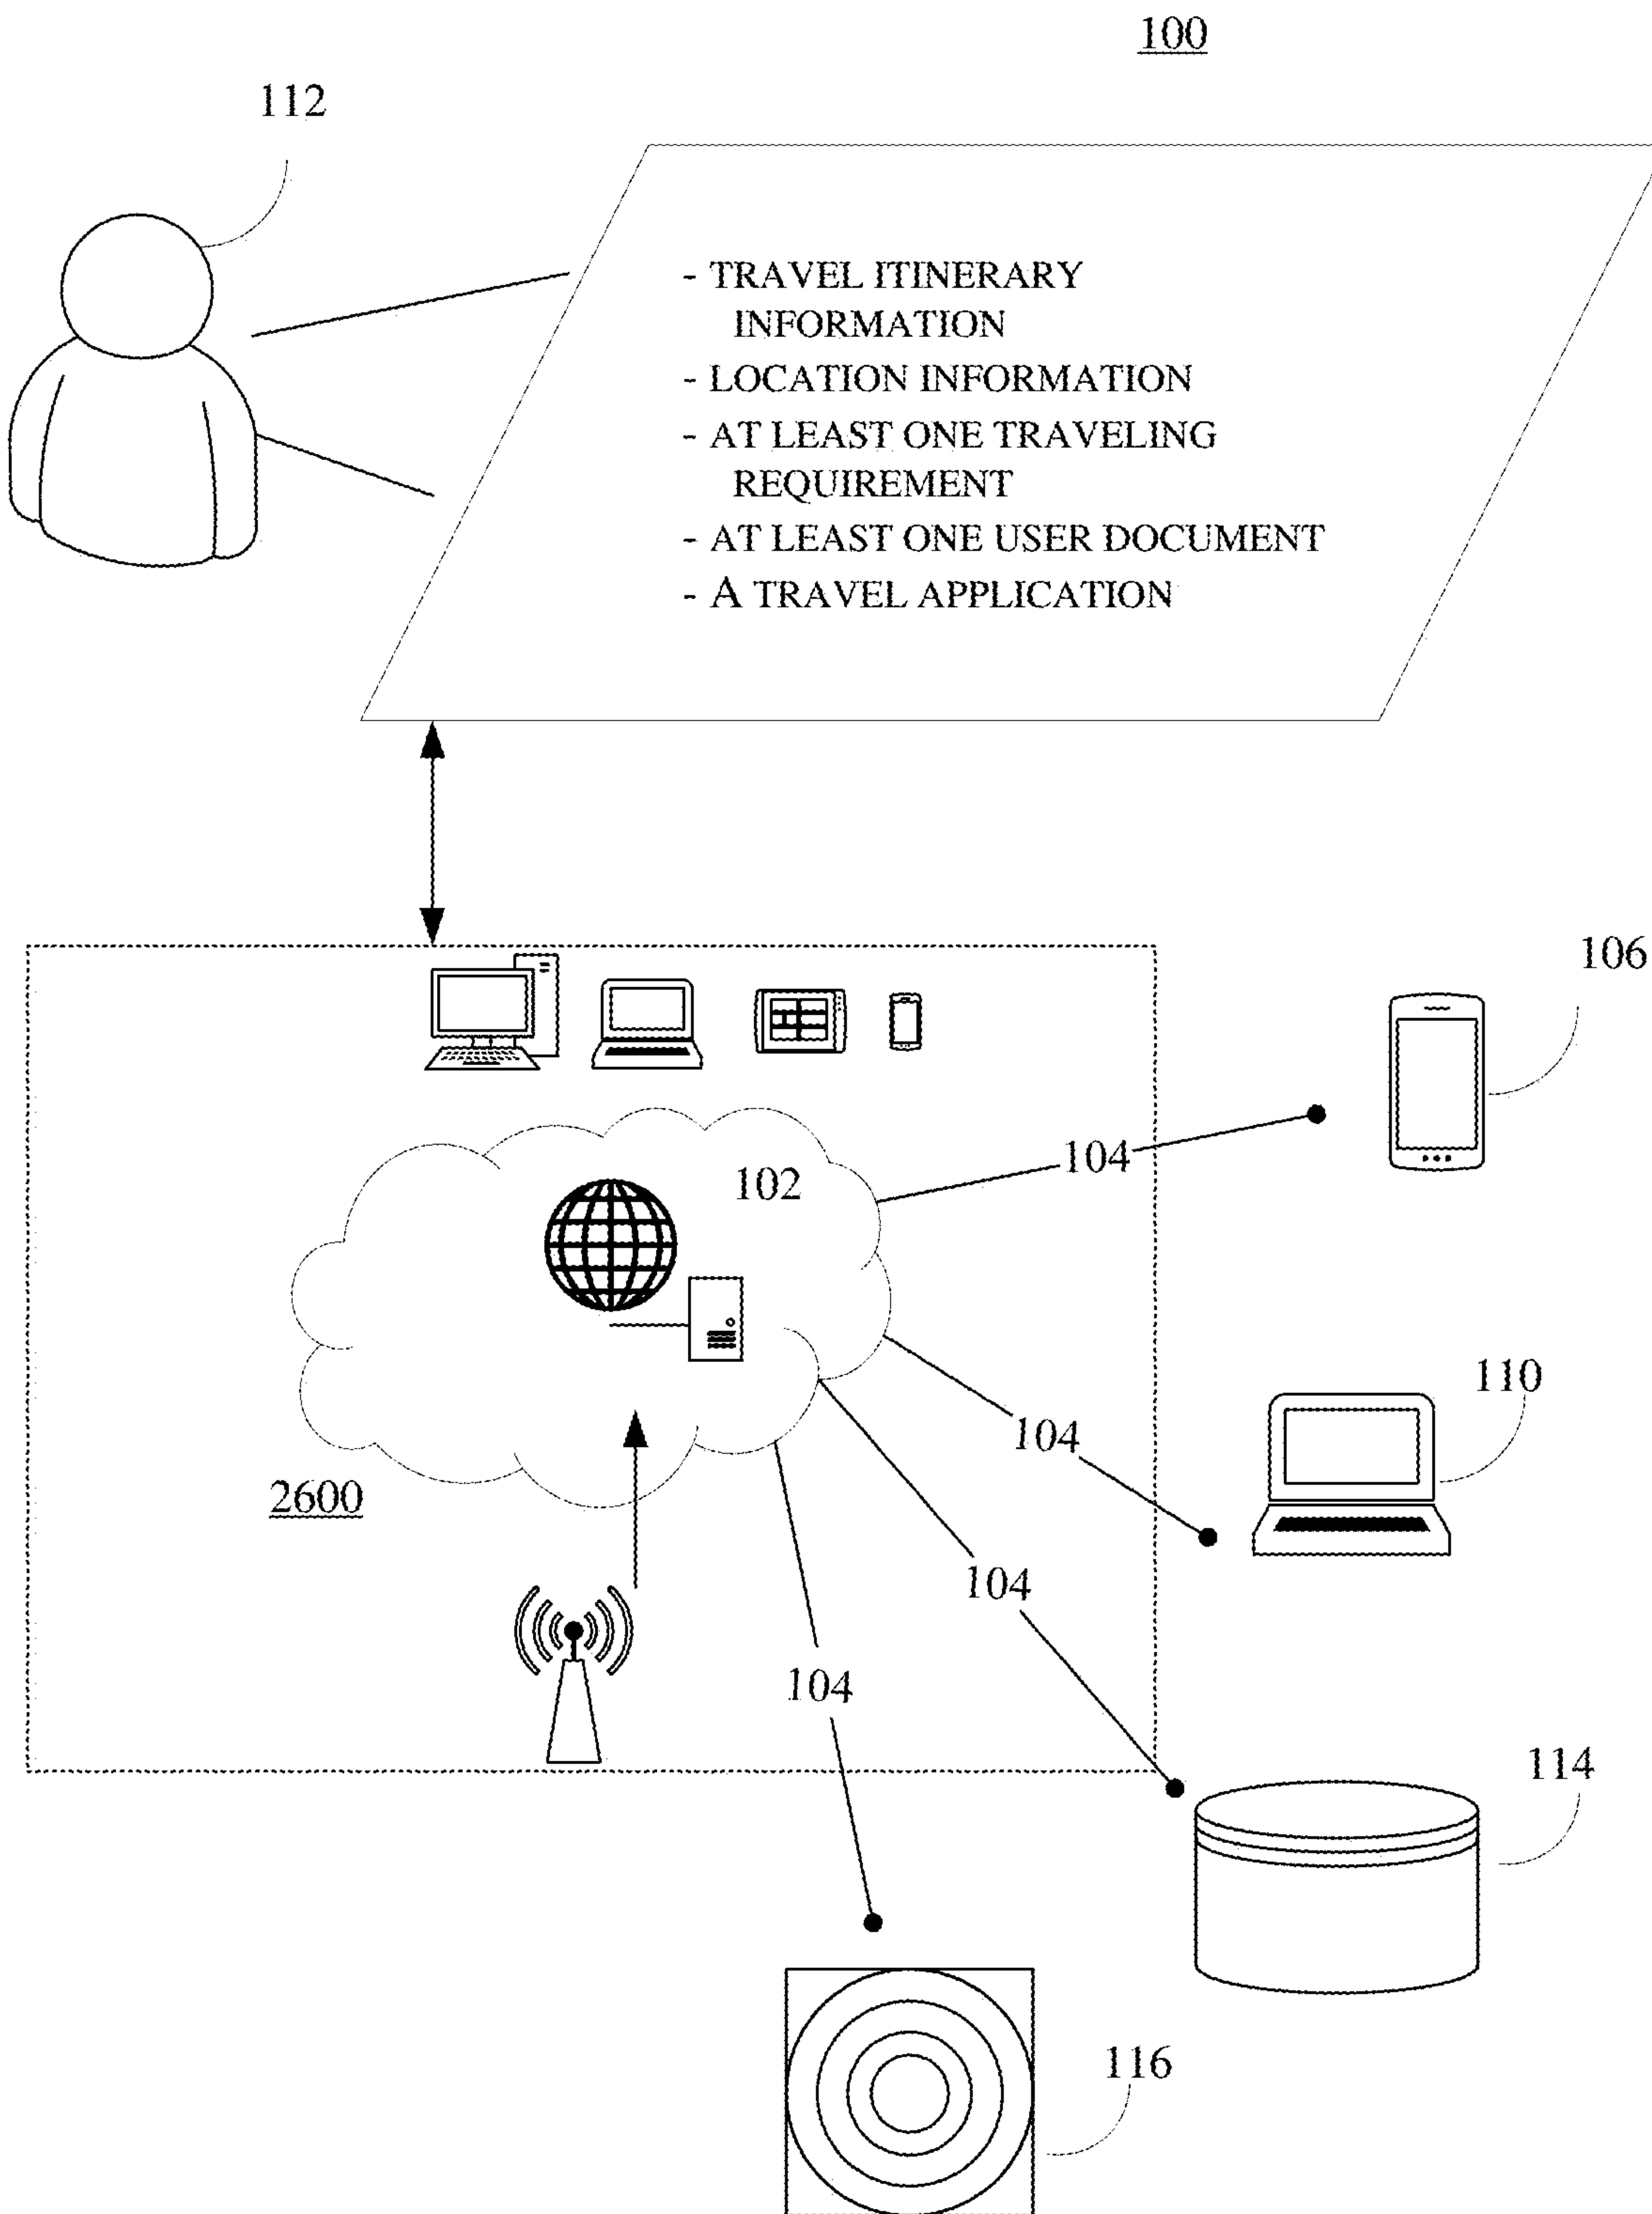 100
112
- TRAVEL ITINERARY
INFORMATION
- LOCATION INFORMATION
- AT LEAST ONE TRAVELING
REQUIREMENT
- AT LEAST ONE USER DOCUMENT
- A TRAVEL APPLICATION
106
104
102
110
104
2600
104
104
114
116